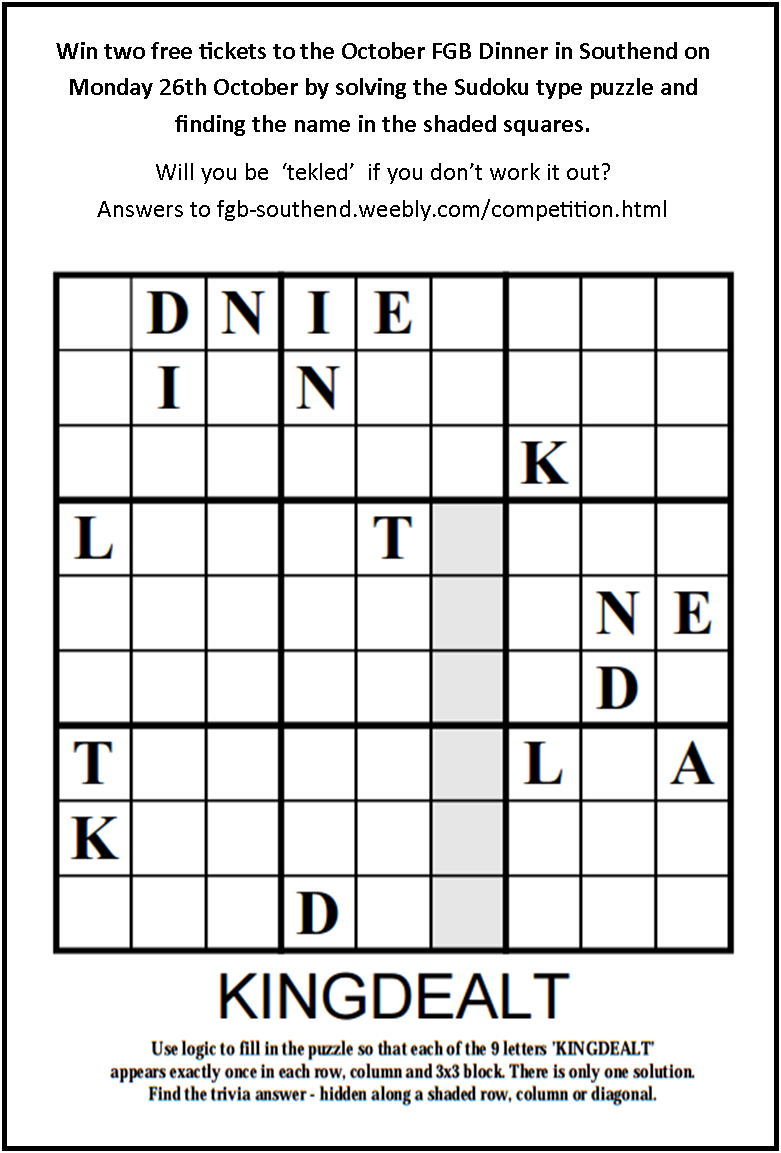 Win two free tickets to the October FGB Dinner in Southend on
Monday 26th October by solving the Sudoku type puzzle and
finding the name in the shaded squares.
Will you be ‘tekled’ if you don’t work it out?
Answers to fgb-southend.weebly.com/competition.html
D N I E
I N
K
L T
N E
D
T L A
K
D
KINGDEALT
Use logic to fill in the puzzle so that each of the 9 letters 'KINGDEALT'
appears exactly once in each row, column and 3x3 block. There is only one solution.
Find the trivia answer - hidden along a shaded row, column or diagonal.